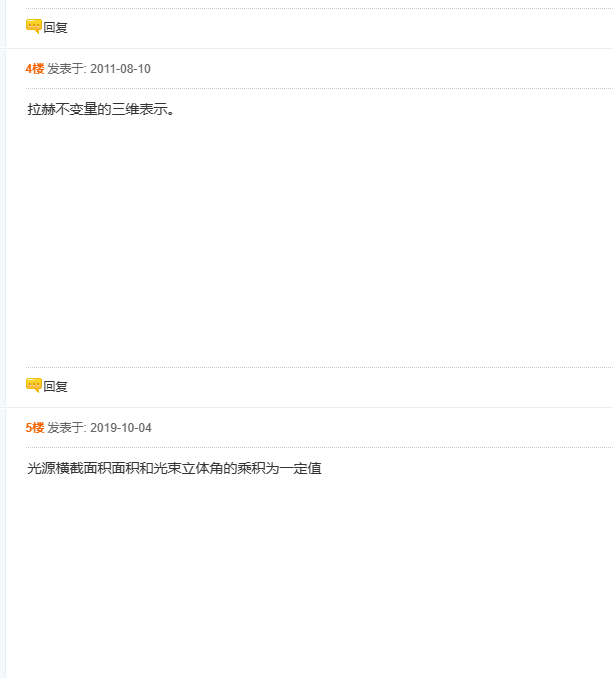 回复
4楼 发表于: 2011-08-10
拉赫不变量的三维表示。
回复
5楼 发表于: 2019-10-04
光源横截面积面积和光束立体角的乘积为一定值